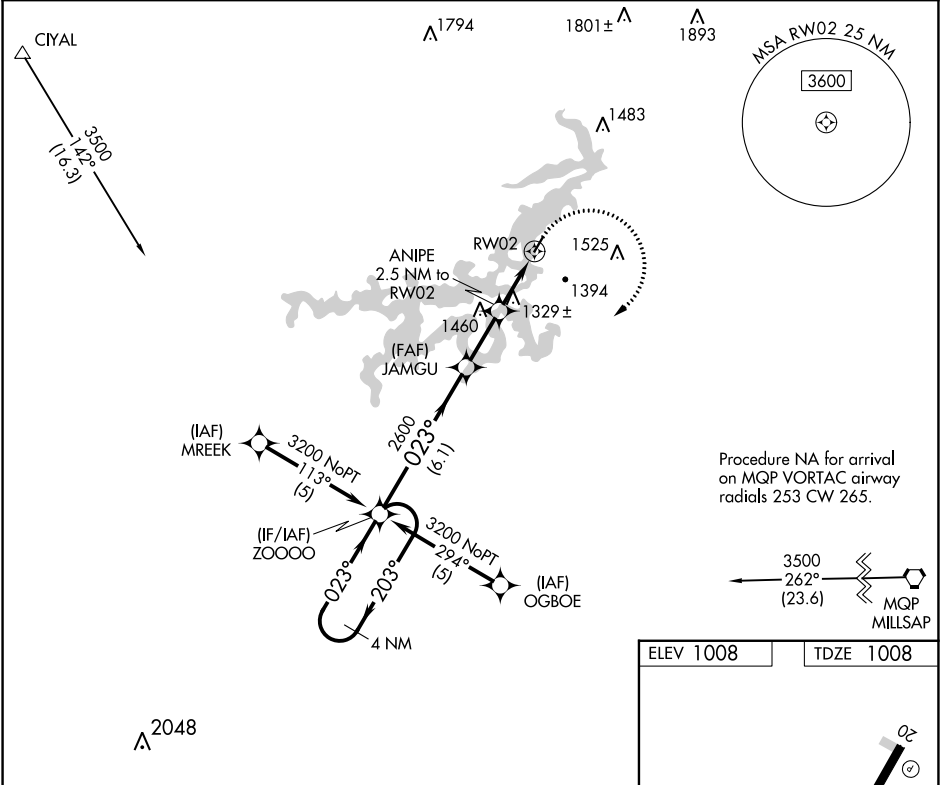 CIYAL
1794
1801±
1893
MSA RW02 25 NM
3600
3500
142°
(16.3)
1483
RW02
1525
ANIPE
2.5 NM to
RW02
1394
1460
1329±
(FAF)
JAMGU
2600
023°
(6.1)
(IAF)
MREEK
3200 NoPT
113°
(5)
Procedure NA for arrival
on MQP VORTAC airway
radials 253 CW 265.
(IF/IAF)
ZOOOO
3200 NoPT
294°
(5)
(IAF)
OGBOE
023°
203°
4 NM
3500
262°
(23.6)
MQP
MILLSAP
ELEV 1008
TDZE 1008
2048
20
P